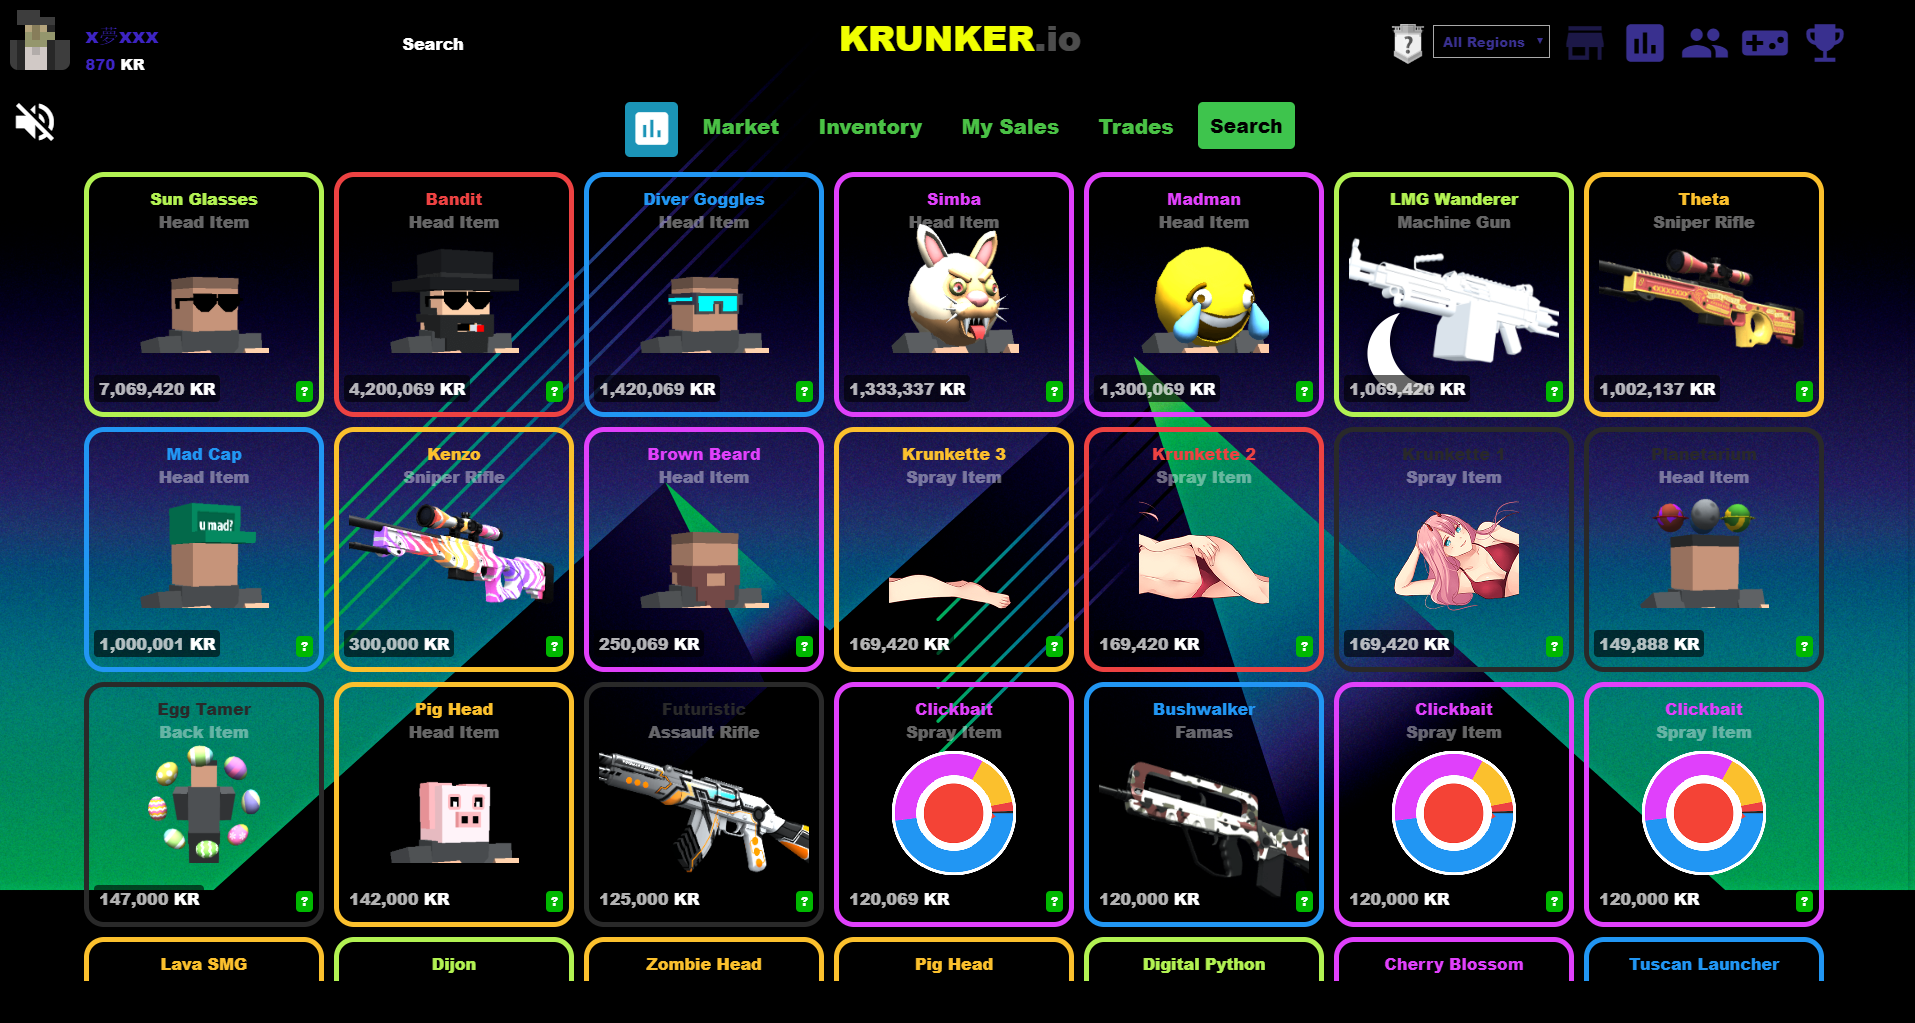 KRUNKER.io
870 KR
Search
All Regions
Market
Inventory
My Sales
Trades
Search
Sun Glasses
Head Item
7,069,420 KR
?
Bandit
Head Item
4,200,069 KR
?
Diver Goggles
Head Item
1,420,069 KR
?
Simba
Head Item
1,333,337 KR
?
Madman
Head Item
1,300,069 KR
?
LMG Wanderer
Machine Gun
1,069,420 KR
?
Theta
Sniper Rifle
1,002,137 KR
?
Mad Cap
Head Item
u mad?
1,000,001 KR
?
Kenzo
Sniper Rifle
300,000 KR
?
Brown Beard
Head Item
250,069 KR
?
Krunkette 3
Spray Item
169,420 KR
?
Krunkette 2
Spray Item
169,420 KR
?
Krunkette 1
Spray Item
169,420 KR
?
Planetarium
Head Item
149,888 KR
?
Egg Tamer
Back Item
147,000 KR
?
Pig Head
Head Item
142,000 KR
?
Futuristic
Assault Rifle
125,000 KR
?
Clickbait
Spray Item
120,069 KR
?
Bushwalker
Famas
120,000 KR
?
Clickbait
Spray Item
120,000 KR
?
Clickbait
Spray Item
120,000 KR
?
Lava SMG
Dijon
Zombie Head
Pig Head
Digital Python
Cherry Blossom
Tuscan Launcher